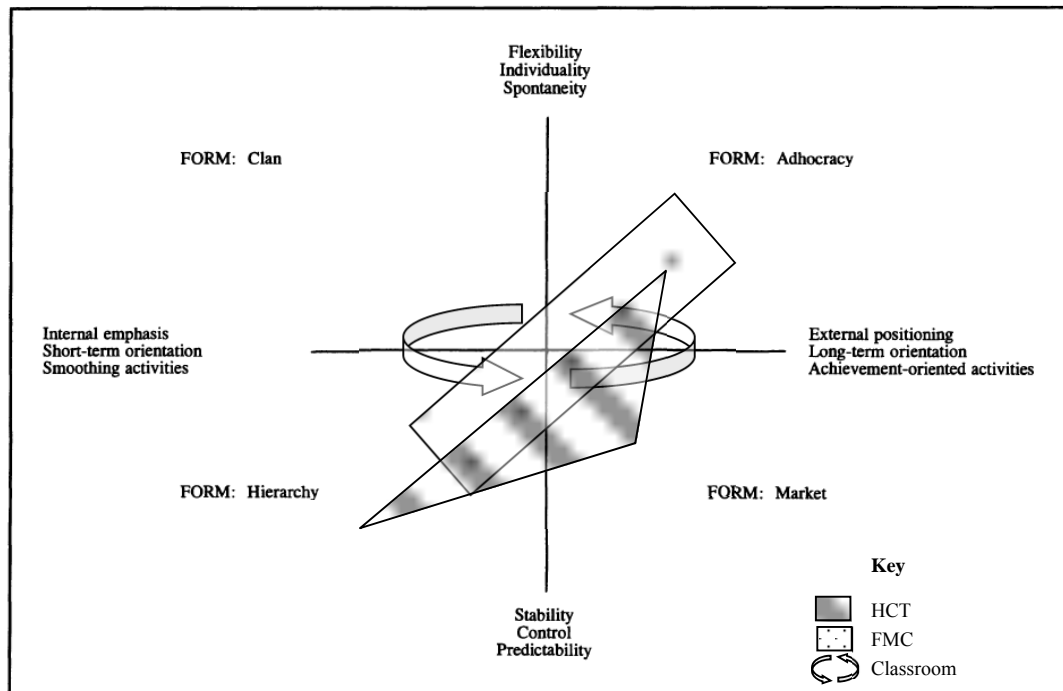 Flexibility
Individuality
Spontaneity
FORM: Clan
FORM: Adhocracy
Internal emphasis
Short-term orientation
Smoothing activities
External positioning
Long-term orientation
Achievement-oriented activities
FORM: Hierarchy
FORM: Market
Stability
Control
Predictability
Key
HCT
FMC
Classroom